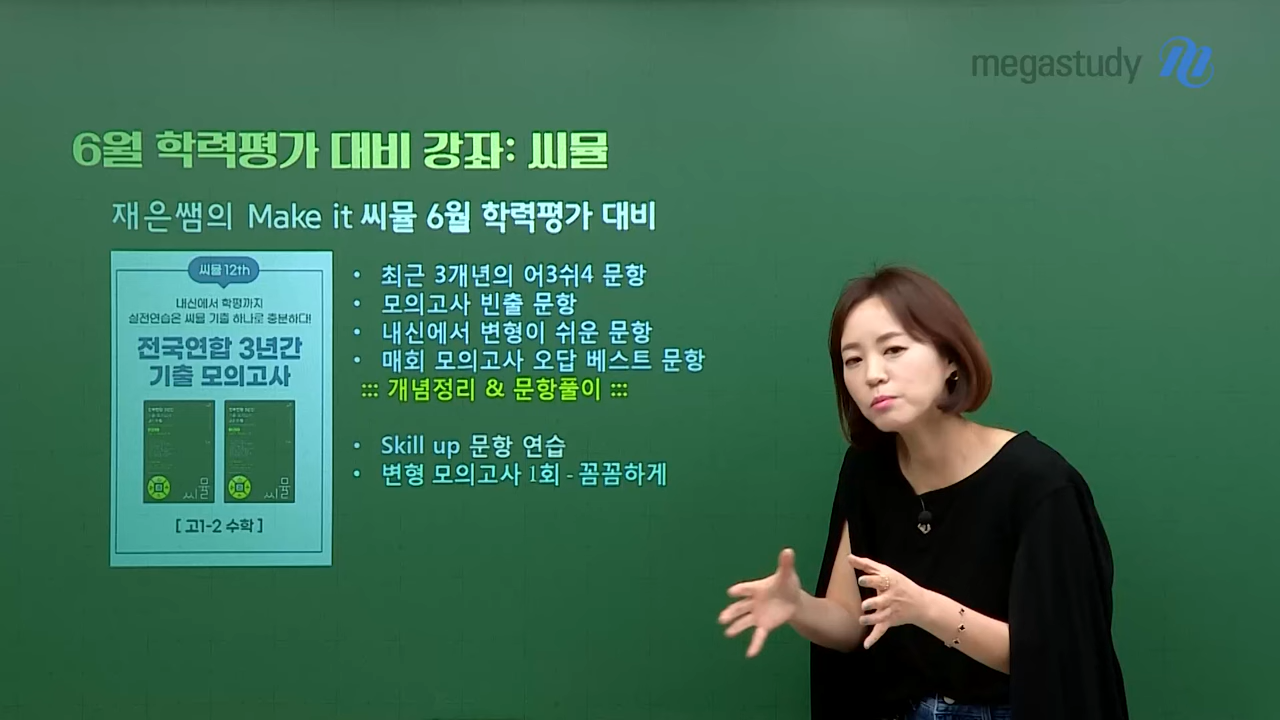 megastudy
6월 학력평가 대비 강좌: 씨뮬
재은쌤의 Make it 씨뮬 6월 학력평가 대비
씨뮬 12th
내신에서 학평까지
실전연습은 씨뮬 기출 하나로 충분하다!
전국연합 3년간
기출 모의고사
씨뮬 씨뮬
[ 고1-2 수학 ]
• 최근 3개년의 어3쉬4 문항
• 모의고사 빈출 문항
• 내신에서 변형이 쉬운 문항
• 매회 모의고사 오답 베스트 문항
::: 개념정리 & 문항풀이 :::
• Skill up 문항 연습
• 변형 모의고사 1회 - 꼼꼼하게